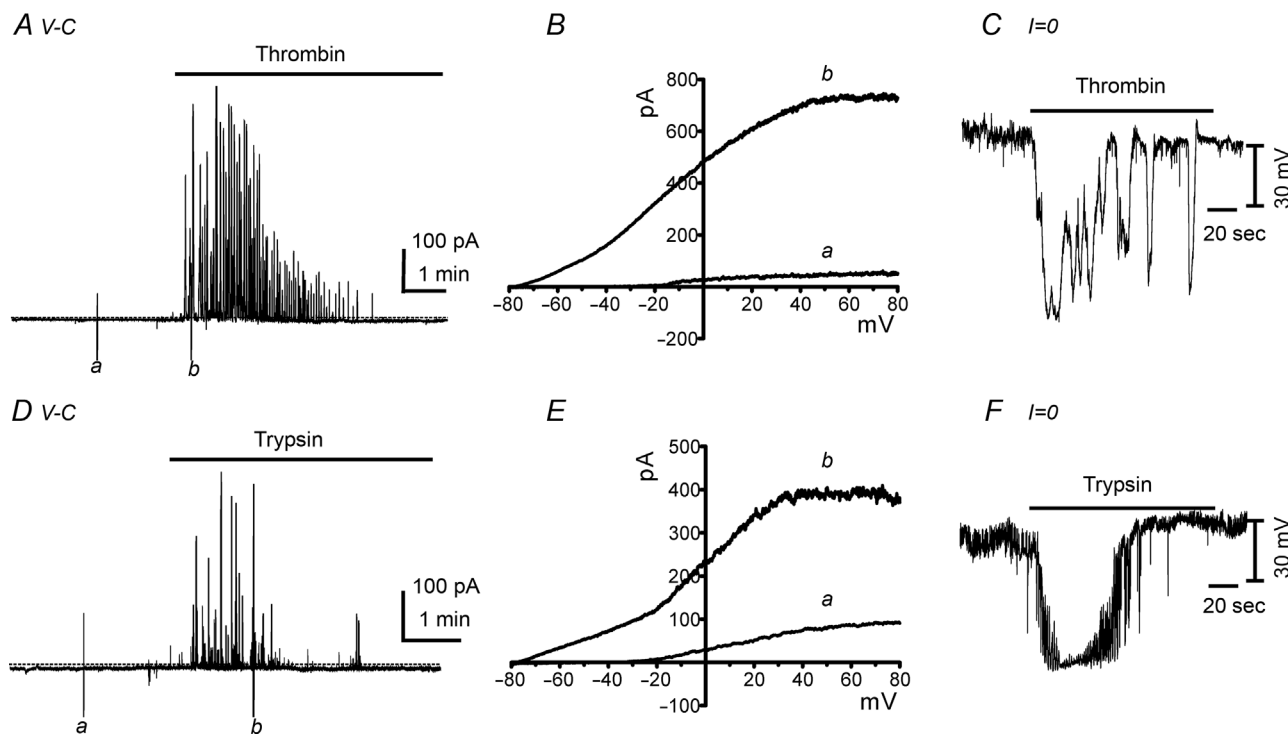 A V-C
Thrombin
100 pA
1 min
a
b
B
pA
800
600
400
200
−200
−80
−60
−40
−20
0
20
40
60
80
mV
b
a
C I=0
Thrombin
30 mV
20 sec
D V-C
Trypsin
100 pA
1 min
a
b
E
pA
500
400
300
200
100
−100
−80
−60
−40
−20
0
20
40
60
80
mV
b
a
F I=0
Trypsin
30 mV
20 sec